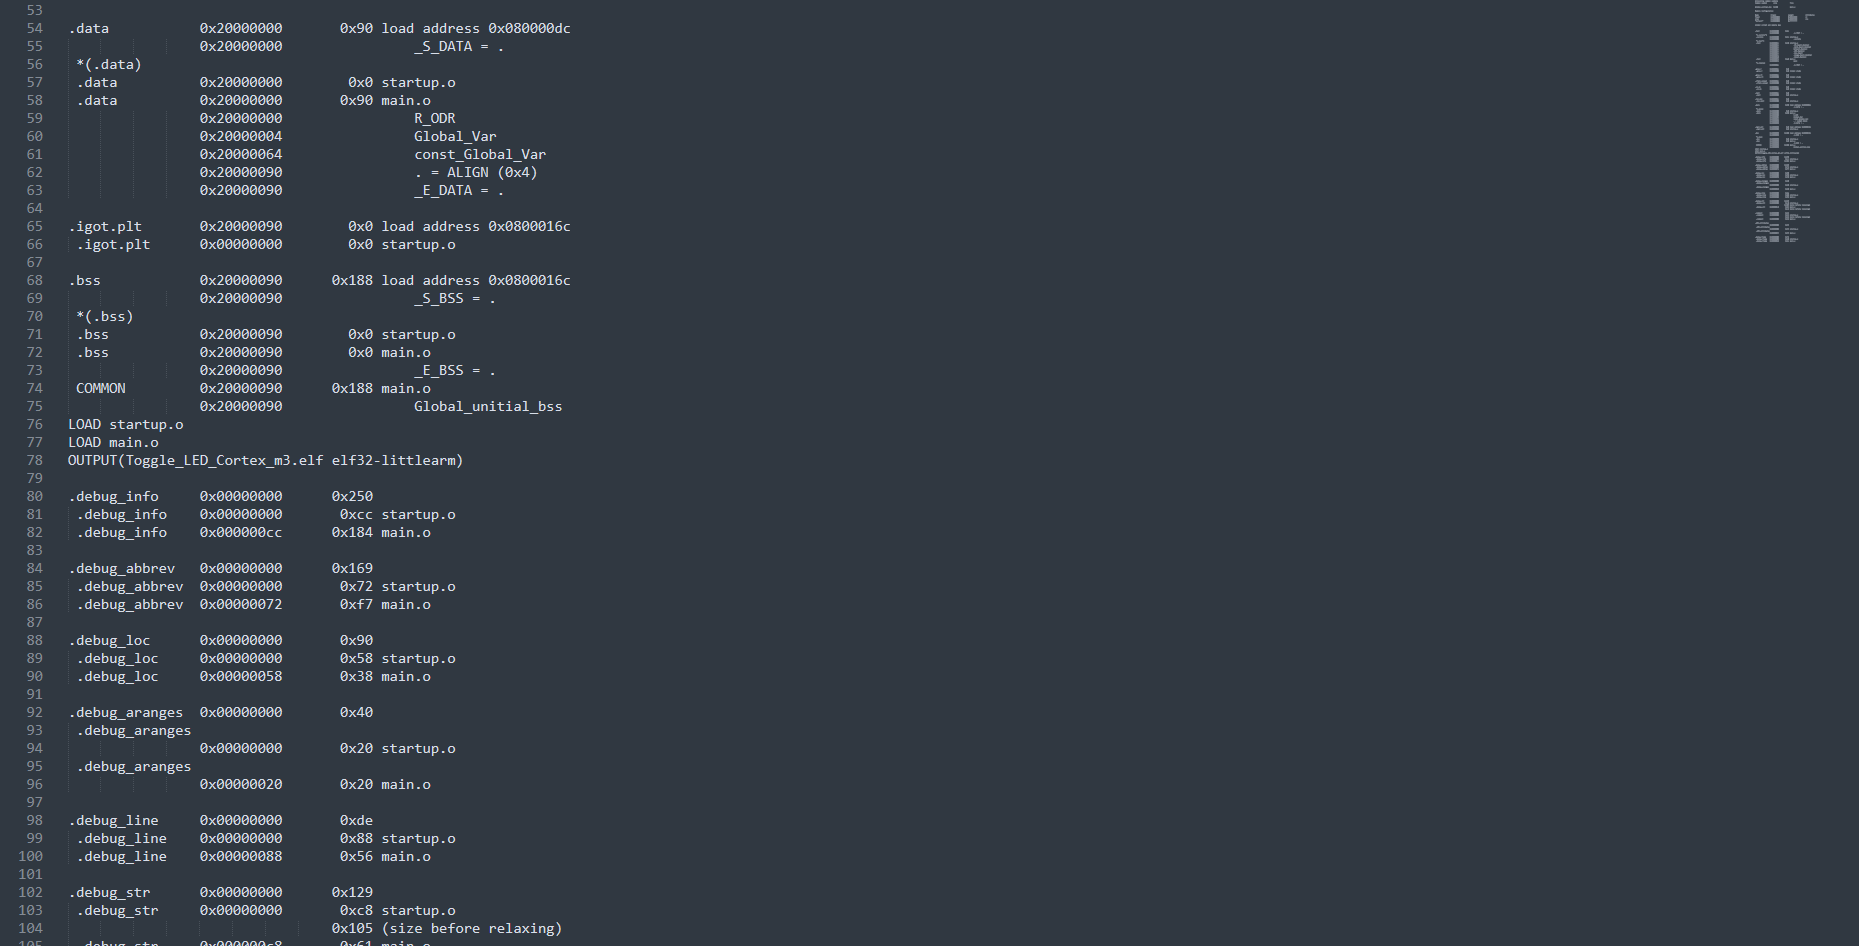 53
54 .data 0x20000000 0x90 load address 0x080000dc
55 0x20000000 _S_DATA = .
56 *(.data)
57 .data 0x20000000 0x0 startup.o
58 .data 0x20000000 0x90 main.o
59 0x20000000 R_ODR
60 0x20000004 Global_Var
61 0x20000064 const_Global_Var
62 0x20000090 . = ALIGN (0x4)
63 0x20000090 _E_DATA = .
64
65 .igot.plt 0x20000090 0x0 load address 0x0800016c
66 .igot.plt 0x00000000 0x0 startup.o
67
68 .bss 0x20000090 0x188 load address 0x0800016c
69 0x20000090 _S_BSS = .
70 *(.bss)
71 .bss 0x20000090 0x0 startup.o
72 .bss 0x20000090 0x0 main.o
73 0x20000090 _E_BSS = .
74 COMMON 0x20000090 0x188 main.o
75 0x20000090 Global_unitial_bss
76 LOAD startup.o
77 LOAD main.o
78 OUTPUT(Toggle_LED_Cortex_m3.elf elf32-littlearm)
79
80 .debug_info 0x00000000 0x250
81 .debug_info 0x00000000 0xcc startup.o
82 .debug_info 0x000000cc 0x184 main.o
83
84 .debug_abbrev 0x00000000 0x169
85 .debug_abbrev 0x00000000 0x72 startup.o
86 .debug_abbrev 0x00000072 0xf7 main.o
87
88 .debug_loc 0x00000000 0x90
89 .debug_loc 0x00000000 0x58 startup.o
90 .debug_loc 0x00000058 0x38 main.o
91
92 .debug_aranges 0x00000000 0x40
93 .debug_aranges
94 0x00000000 0x20 startup.o
95 .debug_aranges
96 0x00000020 0x20 main.o
97
98 .debug_line 0x00000000 0xde
99 .debug_line 0x00000000 0x88 startup.o
100 .debug_line 0x00000088 0x56 main.o
101
102 .debug_str 0x00000000 0x129
103 .debug_str 0x00000000 0xc8 startup.o
104 0x105 (size before relaxing)
105 .debug_str 0x000000c8 0x61 main.o